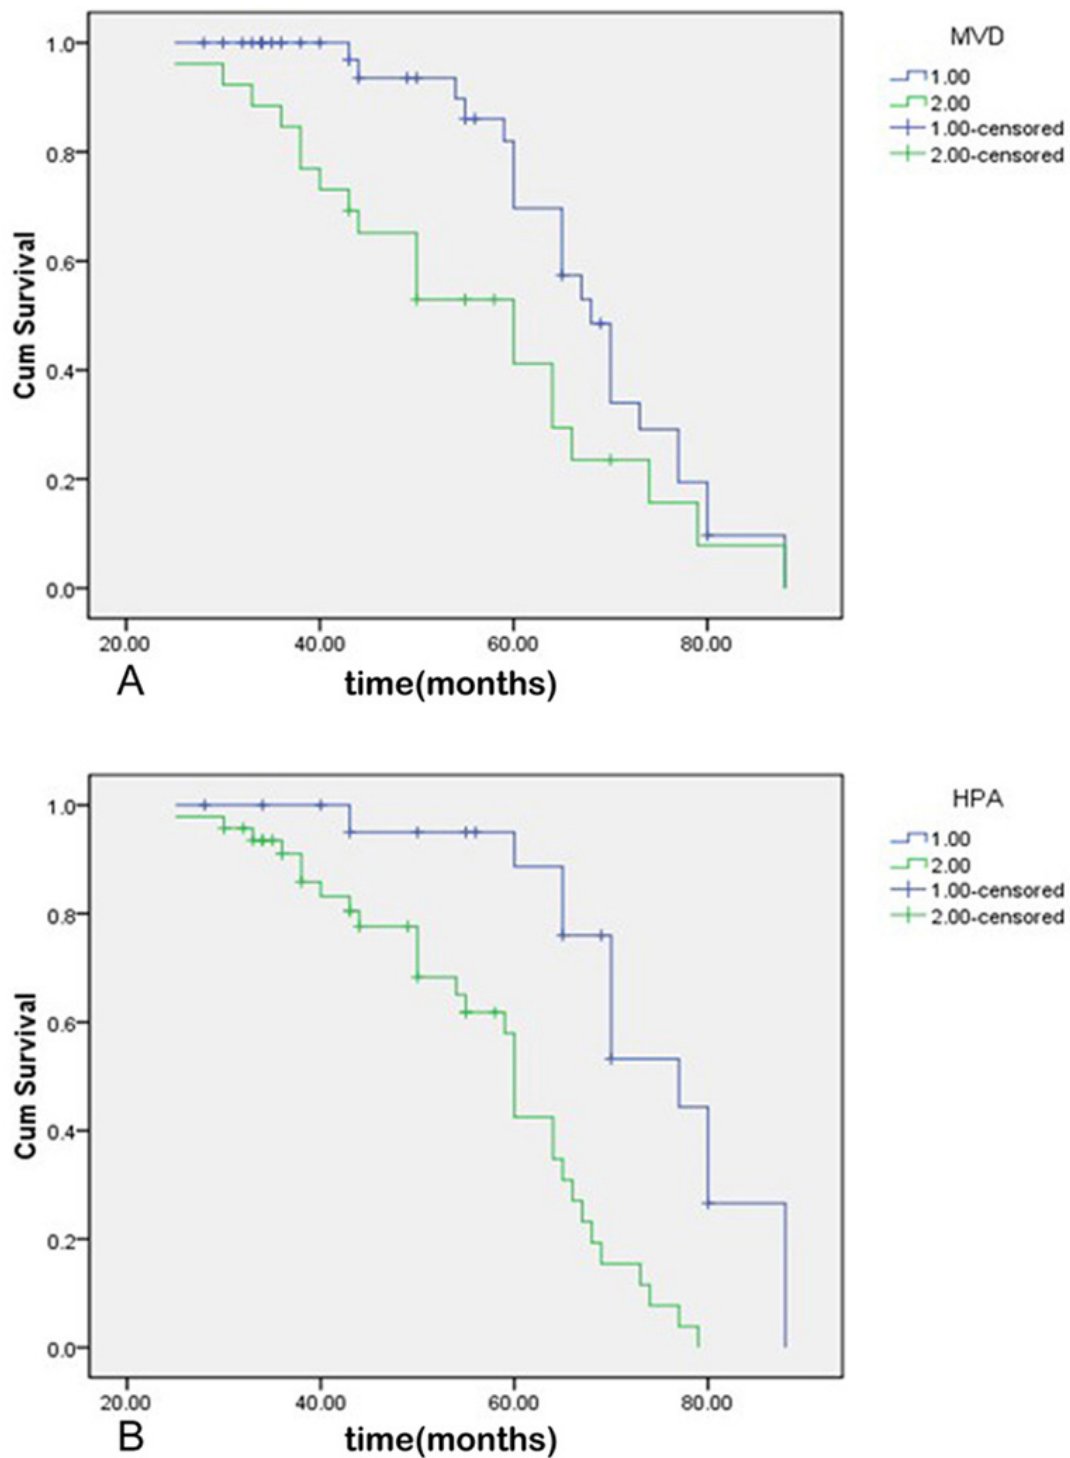 MVD
1.00
2.00
1.00-censored
2.00-censored
1.0
0.8
0.6
0.4
0.2
0.0
Cum Survival
20.00 40.00 60.00 80.00
A time(months)
HPA
1.00
2.00
1.00-censored
2.00-censored
1.0
0.8
0.6
0.4
0.2
0.0
Cum Survival
20.00 40.00 60.00 80.00
B time(months)